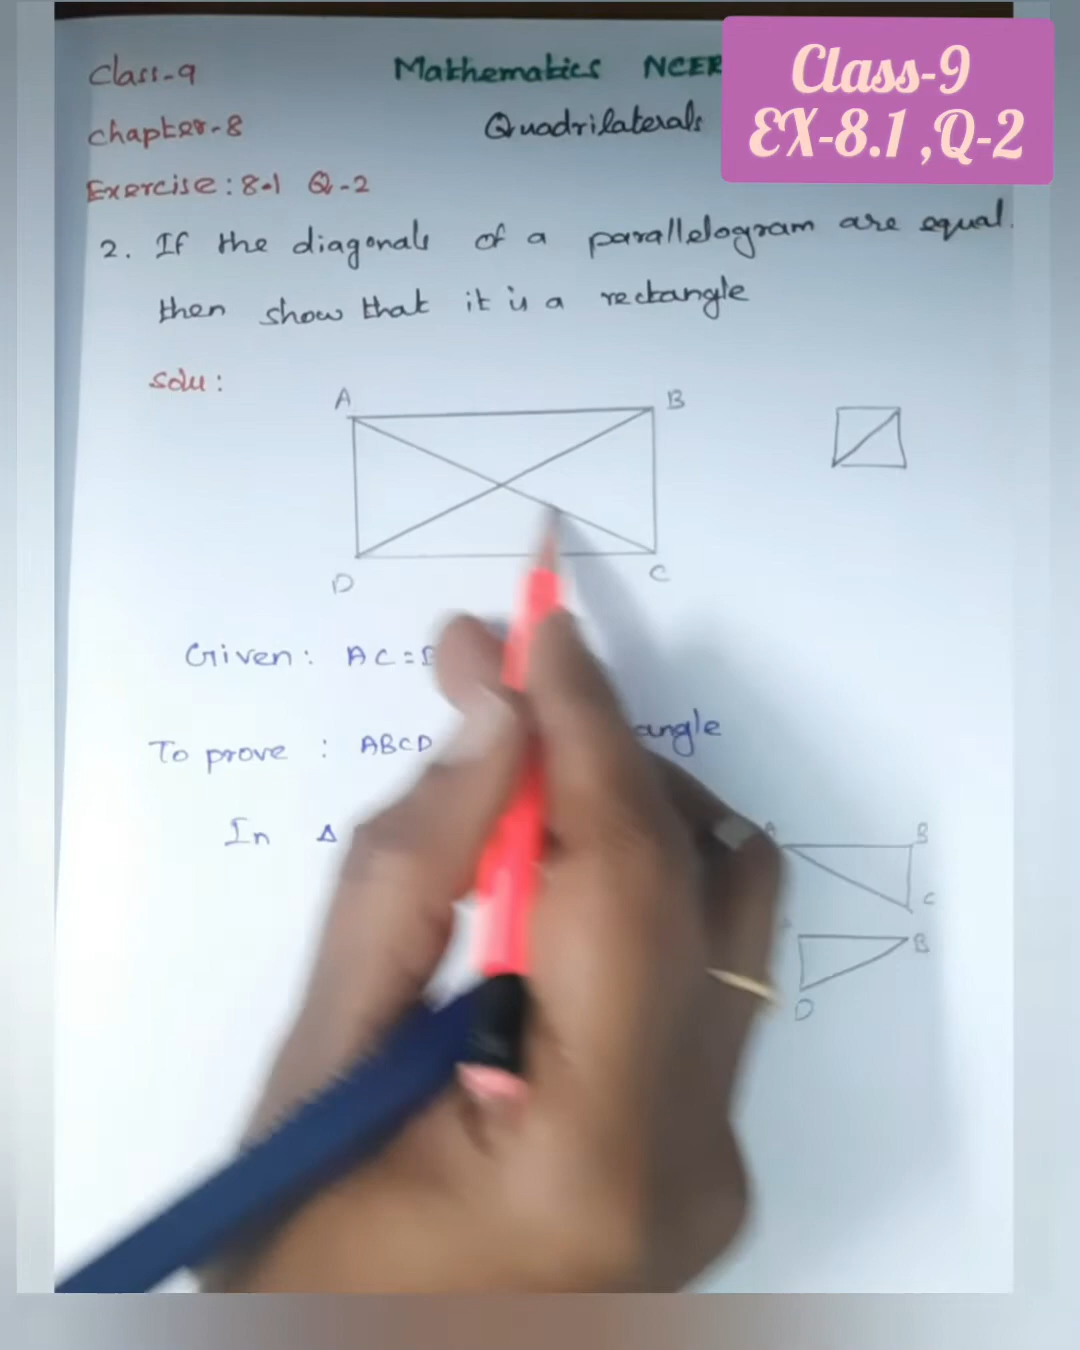 Class-9
Mathematics NCER
Class-9
EX-8.1 ,Q-2
chapter-8
Quadrilaterals
Exercise: 8.1 Q-2
2. If the diagonals of a parallelogram are equal.
then show that it is a rectangle
Solu:
A
B
D
C
Given: AC=
To prove : ABCD angle
In Δ
A
B
C
B
D